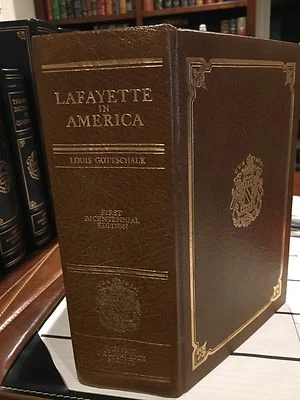 LAFAYETTE
IN
AMERICA
LOUIS GOTTSCHALK
FIRST
BICENTENNIAL
EDITION